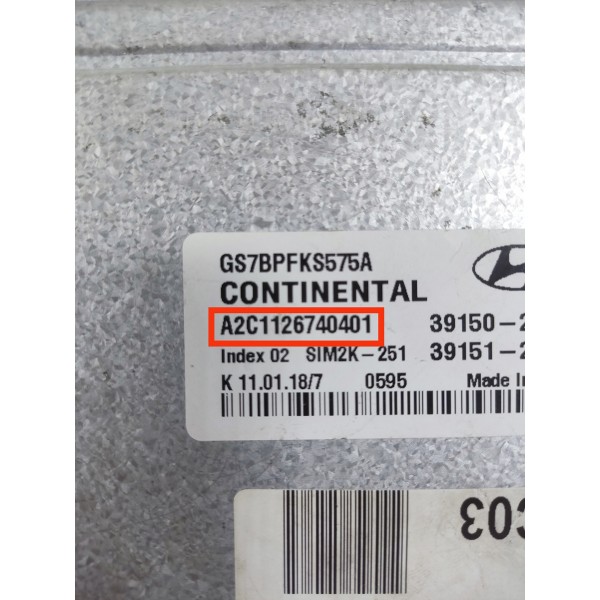 GS7BPFKS575A
CONTINENTAL
A2C1126740401 39150-2
Index 02 SIM2K-251 39151-2
K 11.01.18/7 0595 Made In
C03